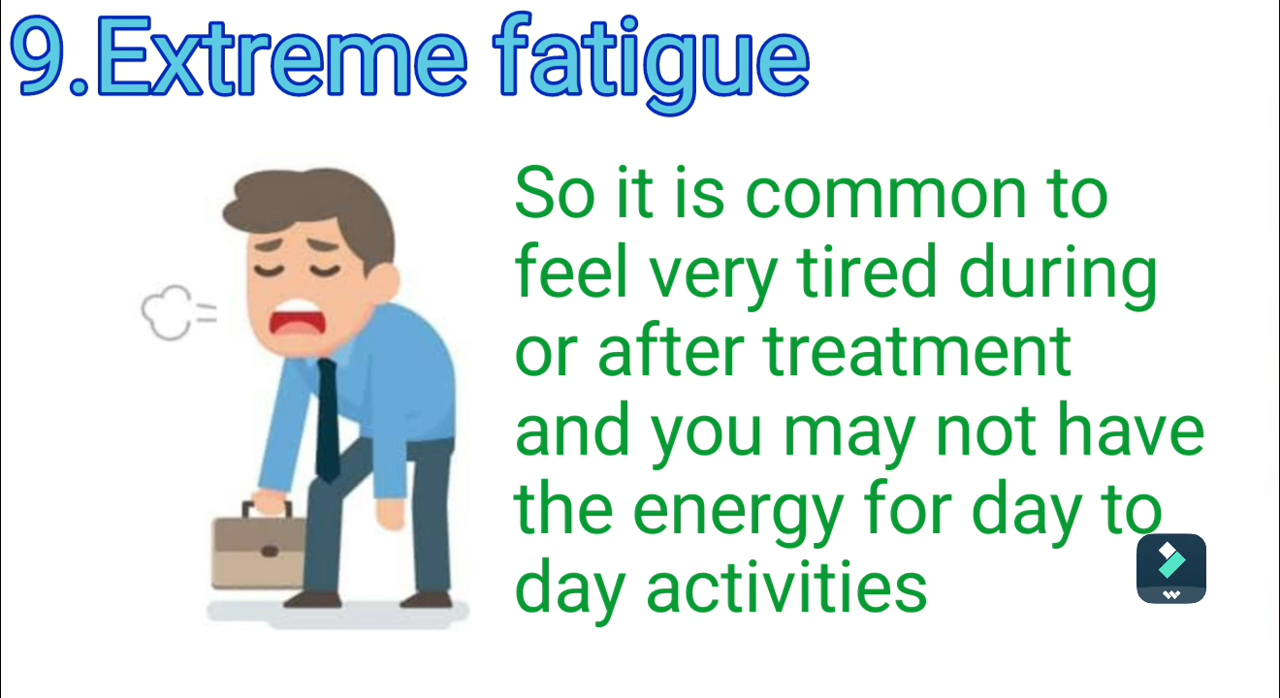 9.Extreme fatigue
So it is common to
feel very tired during
or after treatment
and you may not have
the energy for day to
day activities